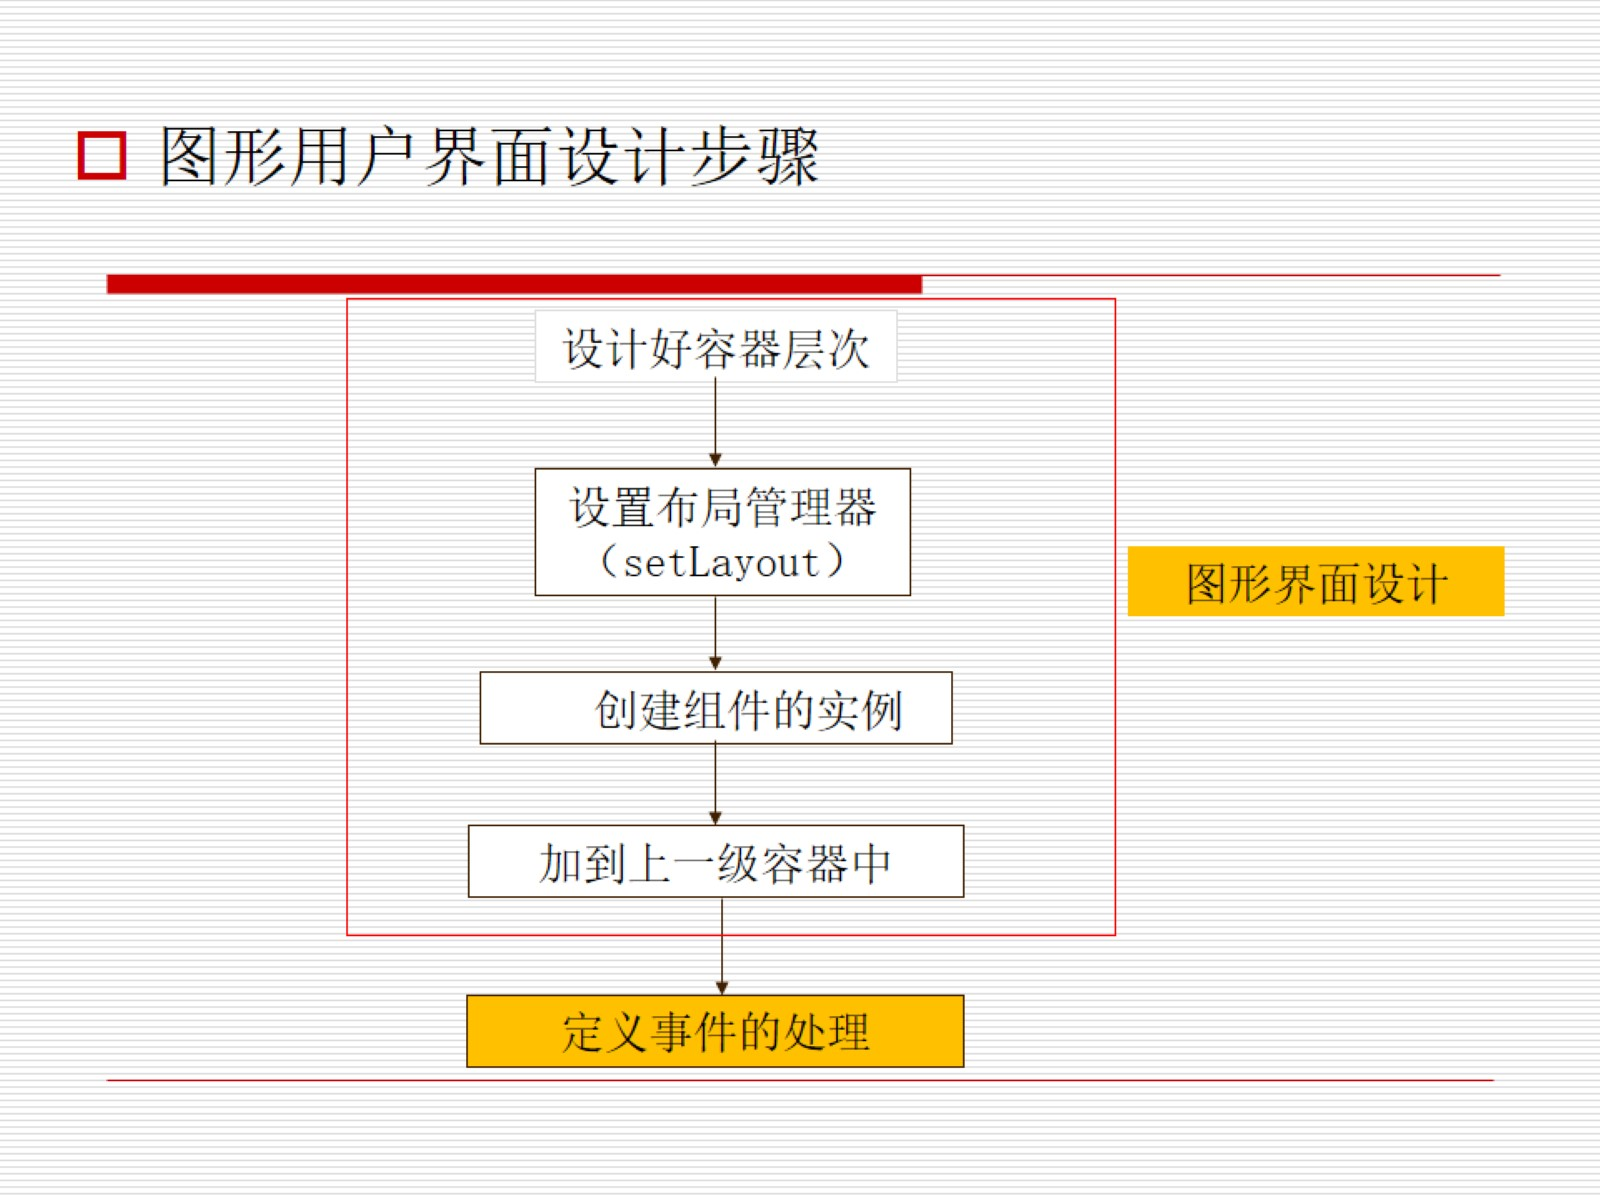 图形用户界面设计步骤
设计好容器层次
设置布局管理器
（setLayout）
图形界面设计
创建组件的实例
加到上一级容器中
定义事件的处理